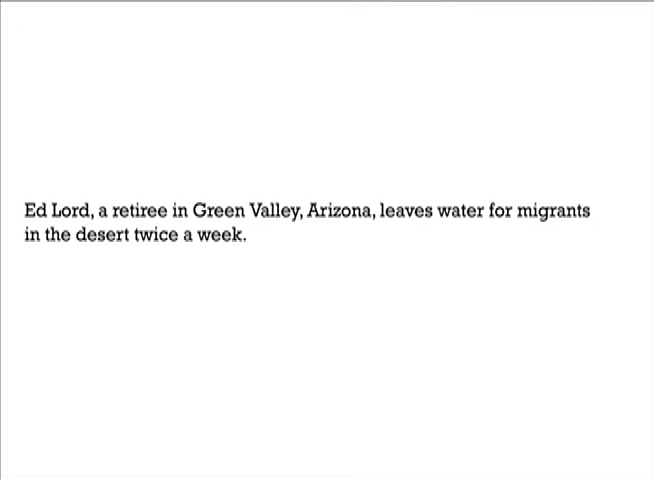 Ed Lord, a retiree in Green Valley, Arizona, leaves water for migrants
in the desert twice a week.